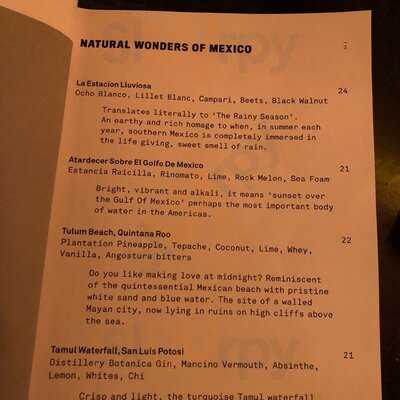 NATURAL WONDERS OF MEXICO
La Estacion Lluviosa 24
Ocho Blanco, Lillet Blanc, Campari, Beets, Black Walnut
Translates literally to ‘The Rainy Season’.
An earthy and rich homage to when, in summer each
year, southern Mexico is completely immersed in
the life giving, sweet smell of rain.
Atardecer Sobre El Golfo De Mexico 21
Estancia Raicilla, Rinomato, Lime, Rock Melon, Sea Foam
Bright, vibrant and alkali, it means ‘sunset over
the Gulf Of Mexico’ perhaps the most important body
of water in the Americas.
Tulum Beach, Quintana Roo 22
Plantation Pineapple, Tepache, Coconut, Lime, Whey,
Vanilla, Angostura bitters
Do you like making love at midnight? Reminiscent
of the quintessential Mexican beach with pristine
white sand and blue water. The site of a walled
Mayan city, now lying in ruins on high cliffs above
the sea.
Tamul Waterfall, San Luis Potosi 21
Distillery Botanica Gin, Mancino Vermouth, Absinthe,
Lemon, Whites, Chi
Crisp and light, the turquoise Tamul waterfall